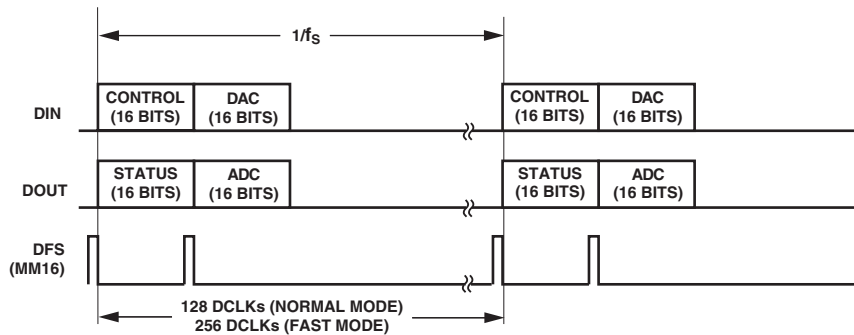 1/fS
DIN
CONTROL
(16 BITS)
DAC
(16 BITS)
CONTROL
(16 BITS)
DAC
(16 BITS)
DOUT
STATUS
(16 BITS)
ADC
(16 BITS)
STATUS
(16 BITS)
ADC
(16 BITS)
DFS
(MM16)
128 DCLKs (NORMAL MODE)
256 DCLKs (FAST MODE)